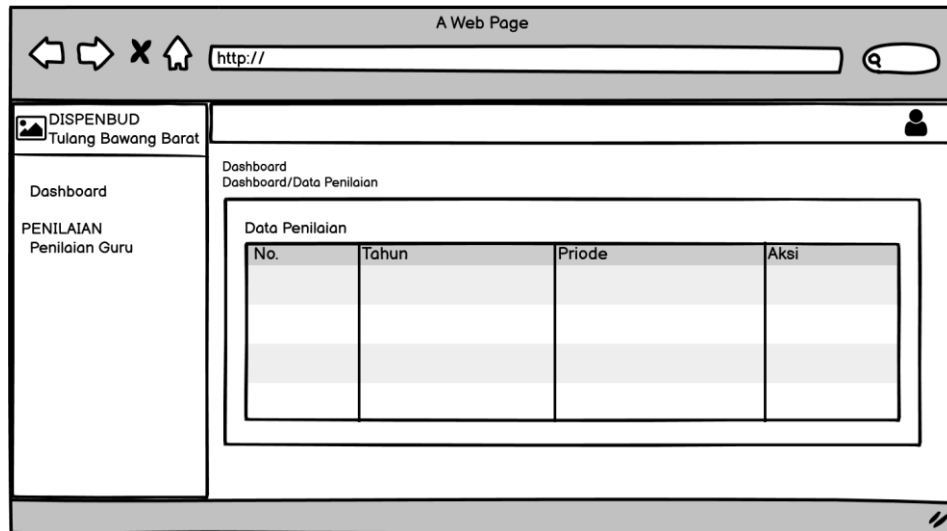 A Web Page
http://
DISPENBUD
Tulang Bawang Barat
Dashboard
PENILAIAN
Penilaian Guru
Dashboard
Dashboard/Data Penilaian
Data Penilaian
No. Tahun Priode Aksi